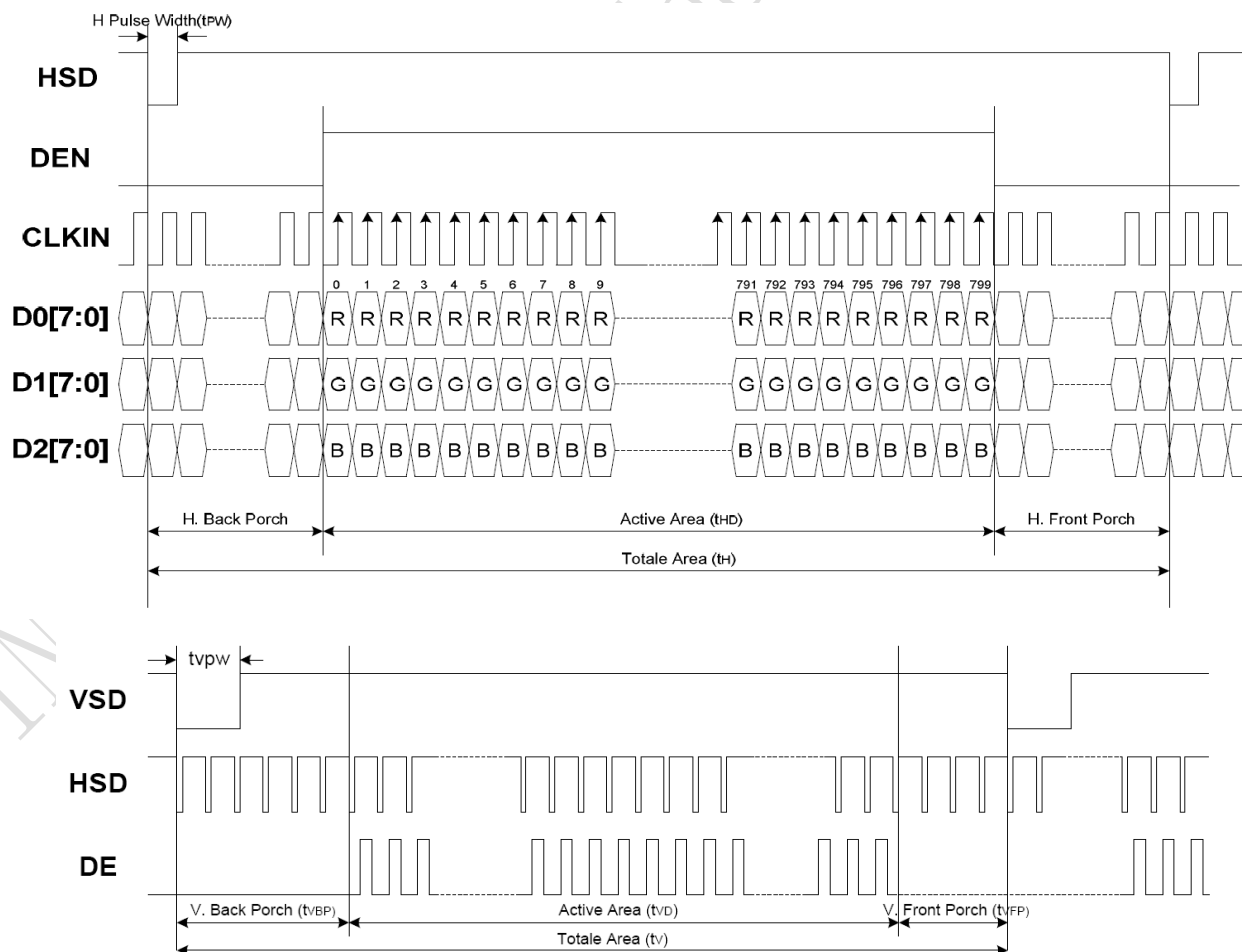 H Pulse Width(tPW)
HSD
DEN
CLKIN
0 1 2 3 4 5 6 7 8 9 791 792 793 794 795 796 797 798 799
D0[7:0] R R R R R R R R R R R R R R R R R R R
D1[7:0] G G G G G G G G G G G G G G G G G G G
D2[7:0] B B B B B B B B B B B B B B B B B B B
H. Back Porch Active Area (tHD) H. Front Porch
Totale Area (tH)
tvpw
VSD
HSD
DE
V. Back Porch (tVBP) Active Area (tVD) V. Front Porch (tVFP)
Totale Area (tV)